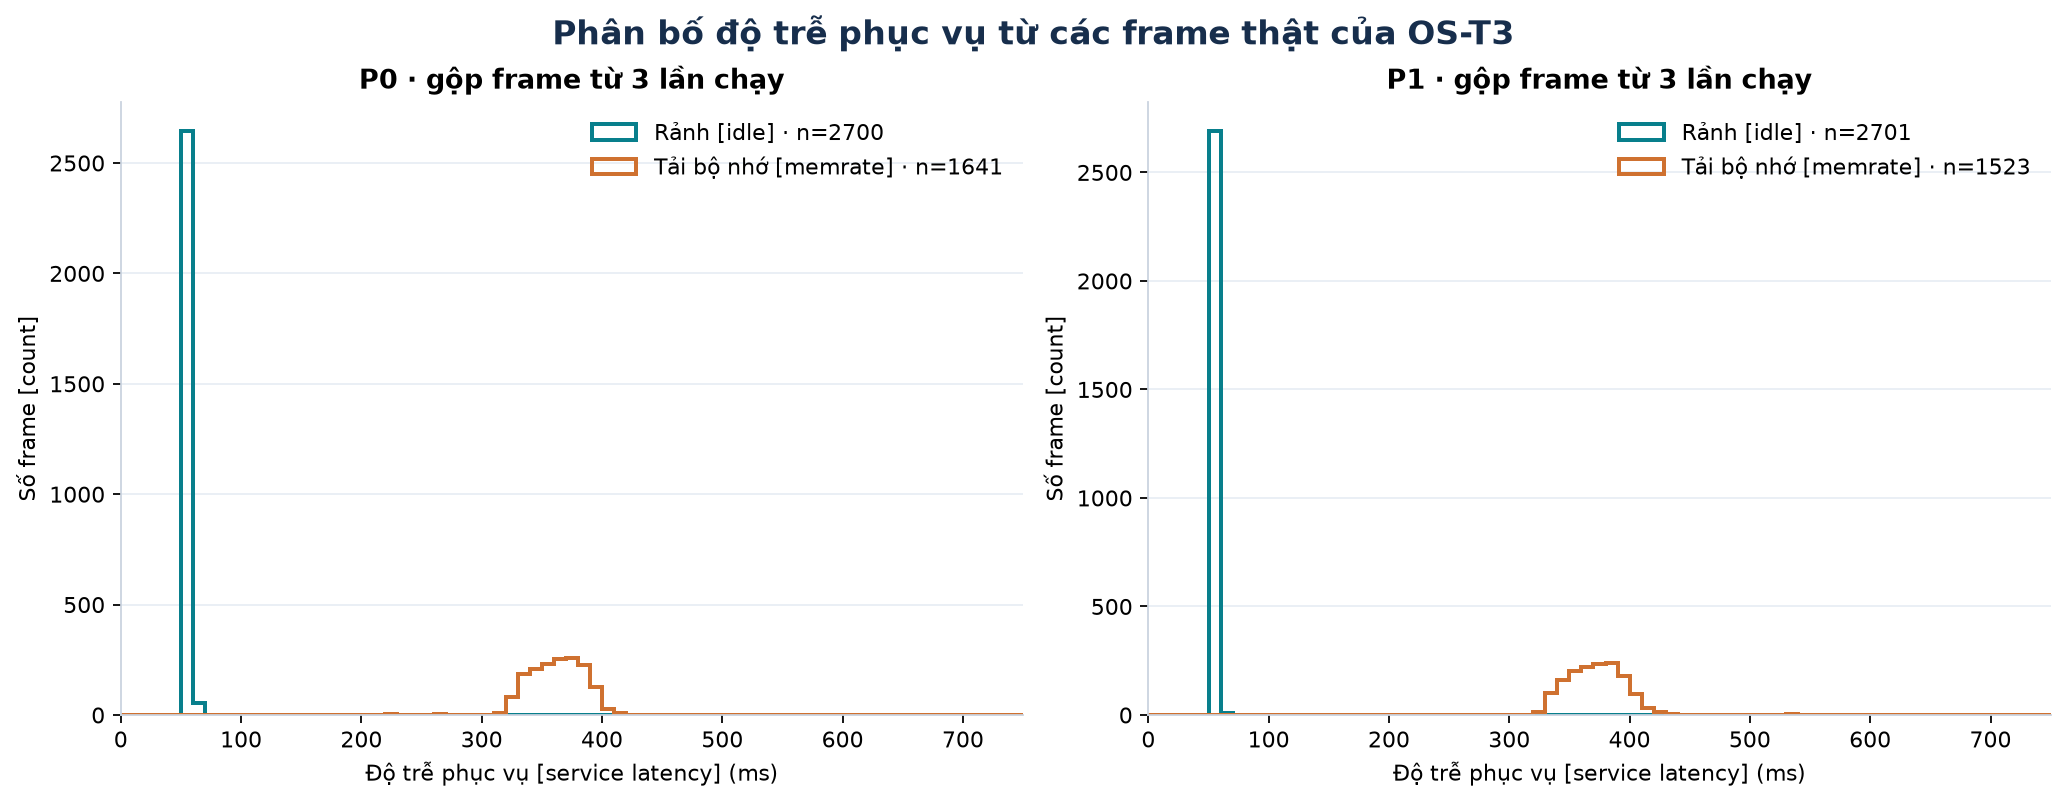 Phân bố độ trễ phục vụ từ các frame thật của OS-T3
P0 · gộp frame từ 3 lần chạy
Rảnh [idle] · n=2700
Tải bộ nhớ [memrate] · n=1641
Số frame [count]
2500
2000
1500
1000
500
0
0 100 200 300 400 500 600 700
Độ trễ phục vụ [service latency] (ms)
P1 · gộp frame từ 3 lần chạy
Rảnh [idle] · n=2701
Tải bộ nhớ [memrate] · n=1523
Số frame [count]
2500
2000
1500
1000
500
0
0 100 200 300 400 500 600 700
Độ trễ phục vụ [service latency] (ms)